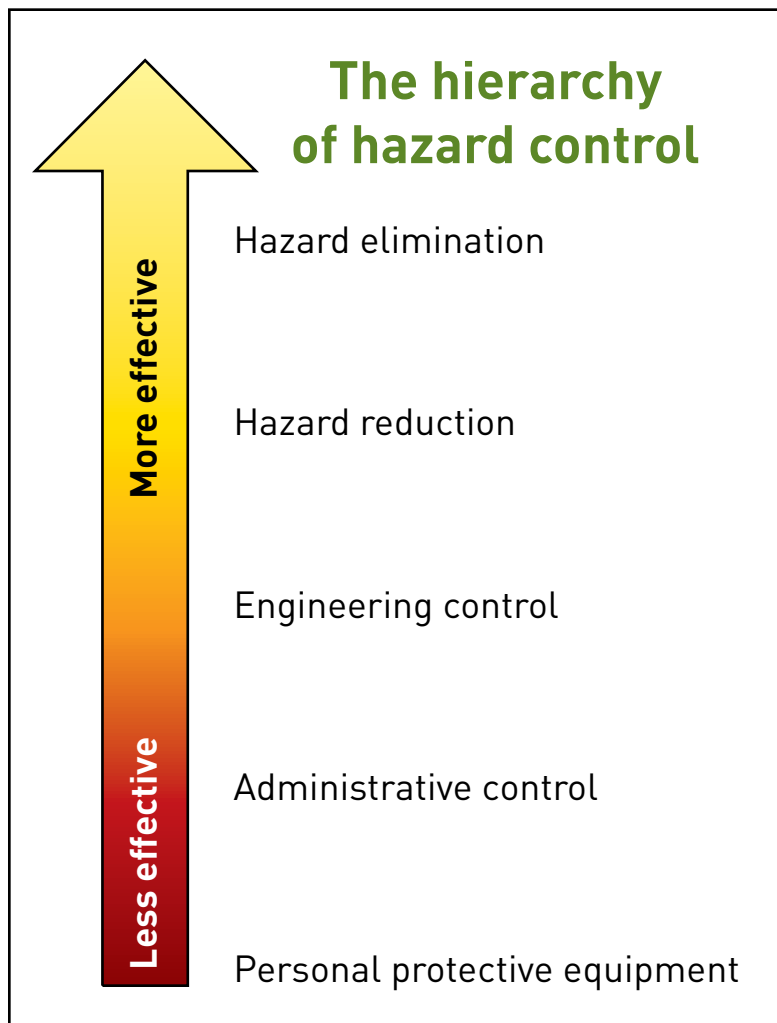 The hierarchy
of hazard control
Hazard elimination
More effective
Hazard reduction
Engineering control
Less effective
Administrative control
Personal protective equipment